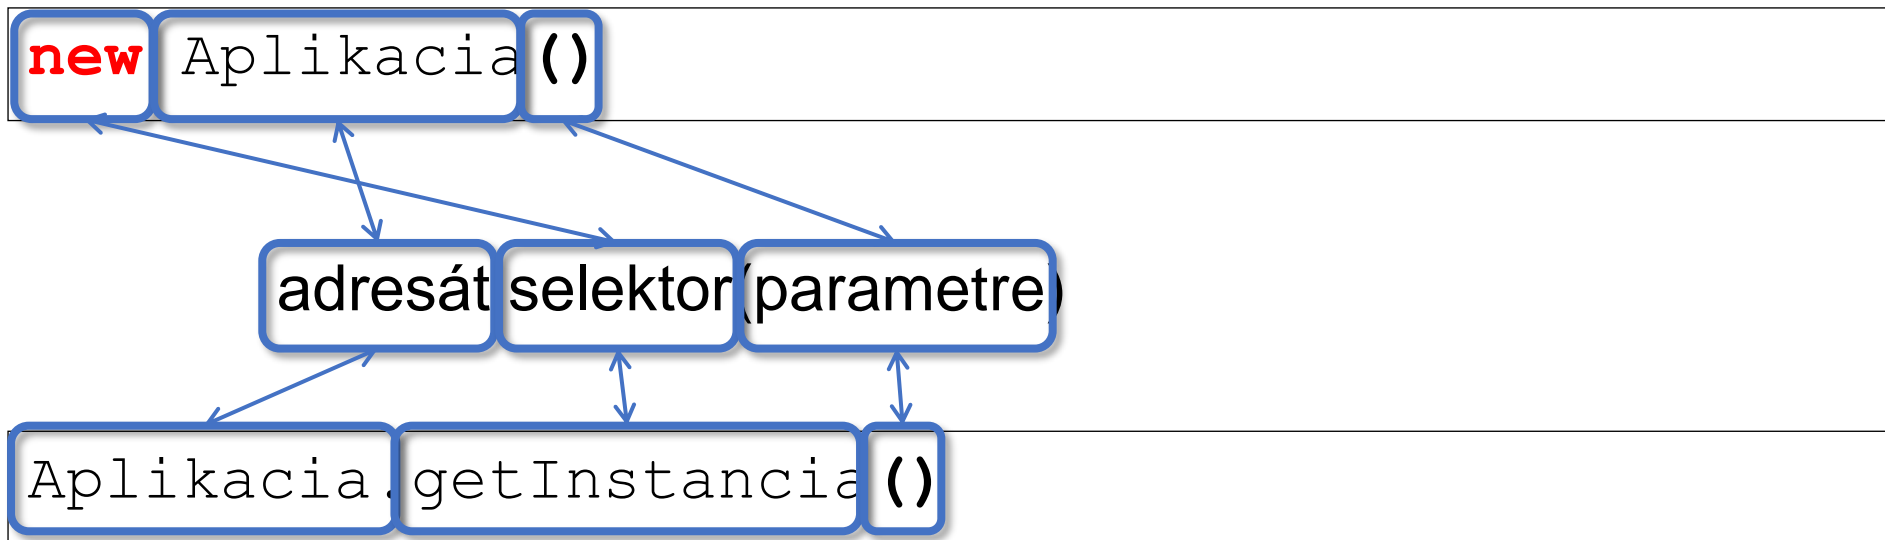 new Aplikacia()
adresát selektor(parametre)
Aplikacia.getInstancia()